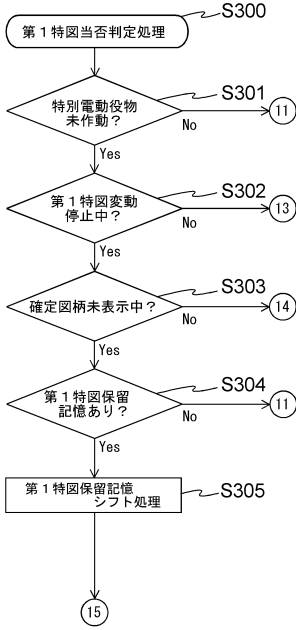 第1特図当否判定処理
S300
特別電動役物
未作動？
S301
No
11
Yes
第1特図変動
停止中？
S302
No
13
Yes
確定図柄未表示中？
S303
No
14
Yes
第1特図保留
記憶あり？
S304
No
11
Yes
第1特図保留記憶
シフト処理
S305
15